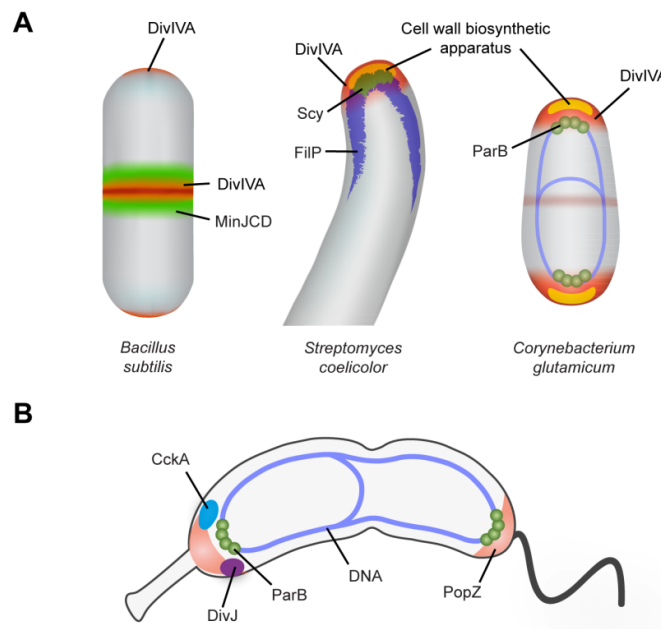 A
DivIVA
DivIVA
MinJCD
Bacillus
subtilis
DivIVA
Scy
FilP
Cell wall biosynthetic
apparatus
Streptomyces
coelicolor
DivIVA
ParB
Corynebacterium
glutamicum
B
CckA
DivJ
ParB
DNA
PopZ